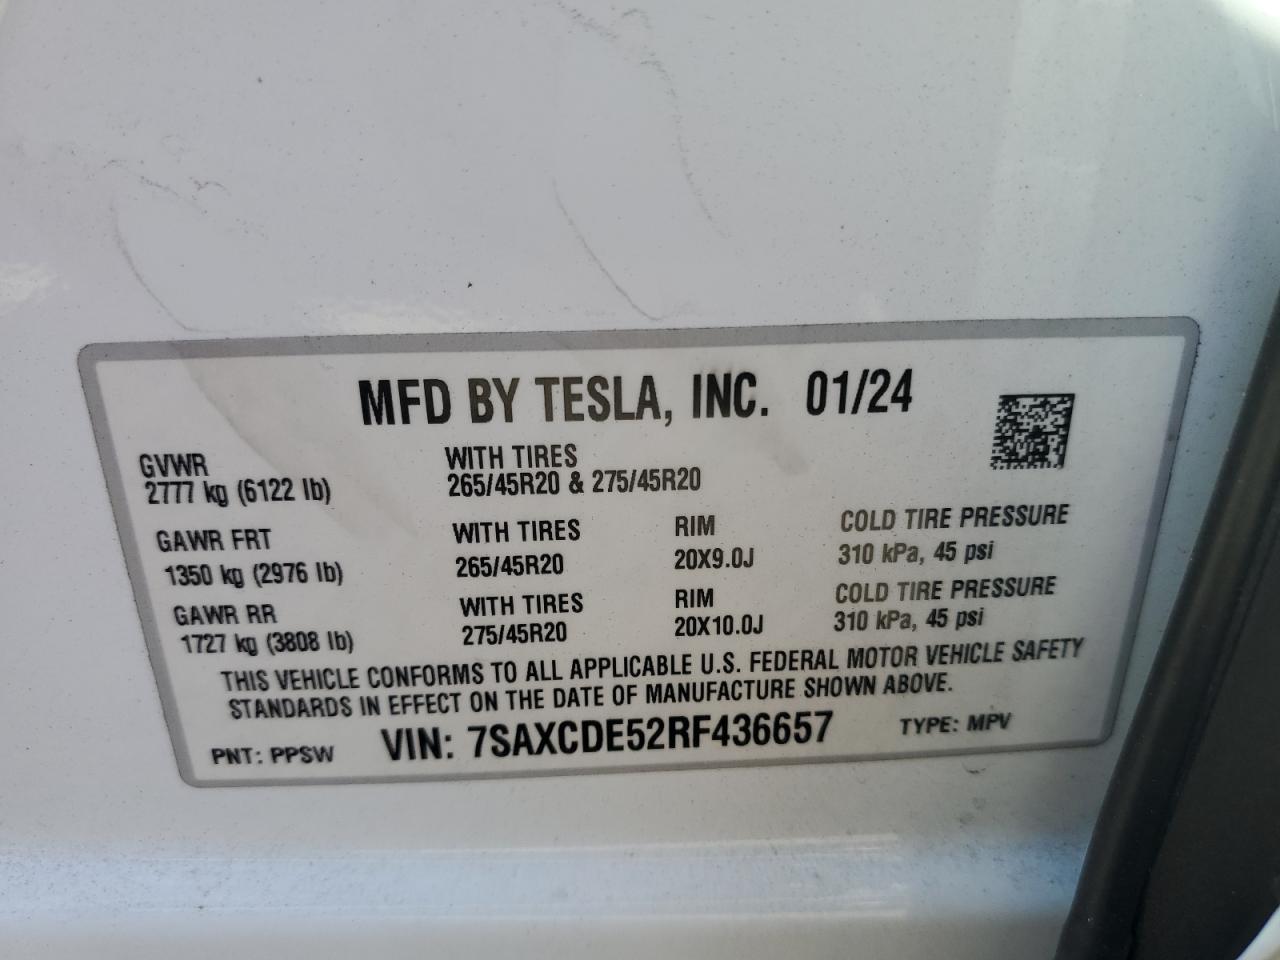 MFD BY TESLA, INC. 01/24
GVWR WITH TIRES
2777 kg (6122 lb) 265/45R20 & 275/45R20
GAWR FRT WITH TIRES RIM COLD TIRE PRESSURE
1350 kg (2976 lb) 265/45R20 20X9.0J 310 kPa, 45 psi
GAWR RR WITH TIRES RIM COLD TIRE PRESSURE
1727 kg (3808 lb) 275/45R20 20X10.0J 310 kPa, 45 psi
THIS VEHICLE CONFORMS TO ALL APPLICABLE U.S. FEDERAL MOTOR VEHICLE SAFETY
STANDARDS IN EFFECT ON THE DATE OF MANUFACTURE SHOWN ABOVE.
PNT: PPSW VIN: 7SAXCDE52RF436657 TYPE: MPV